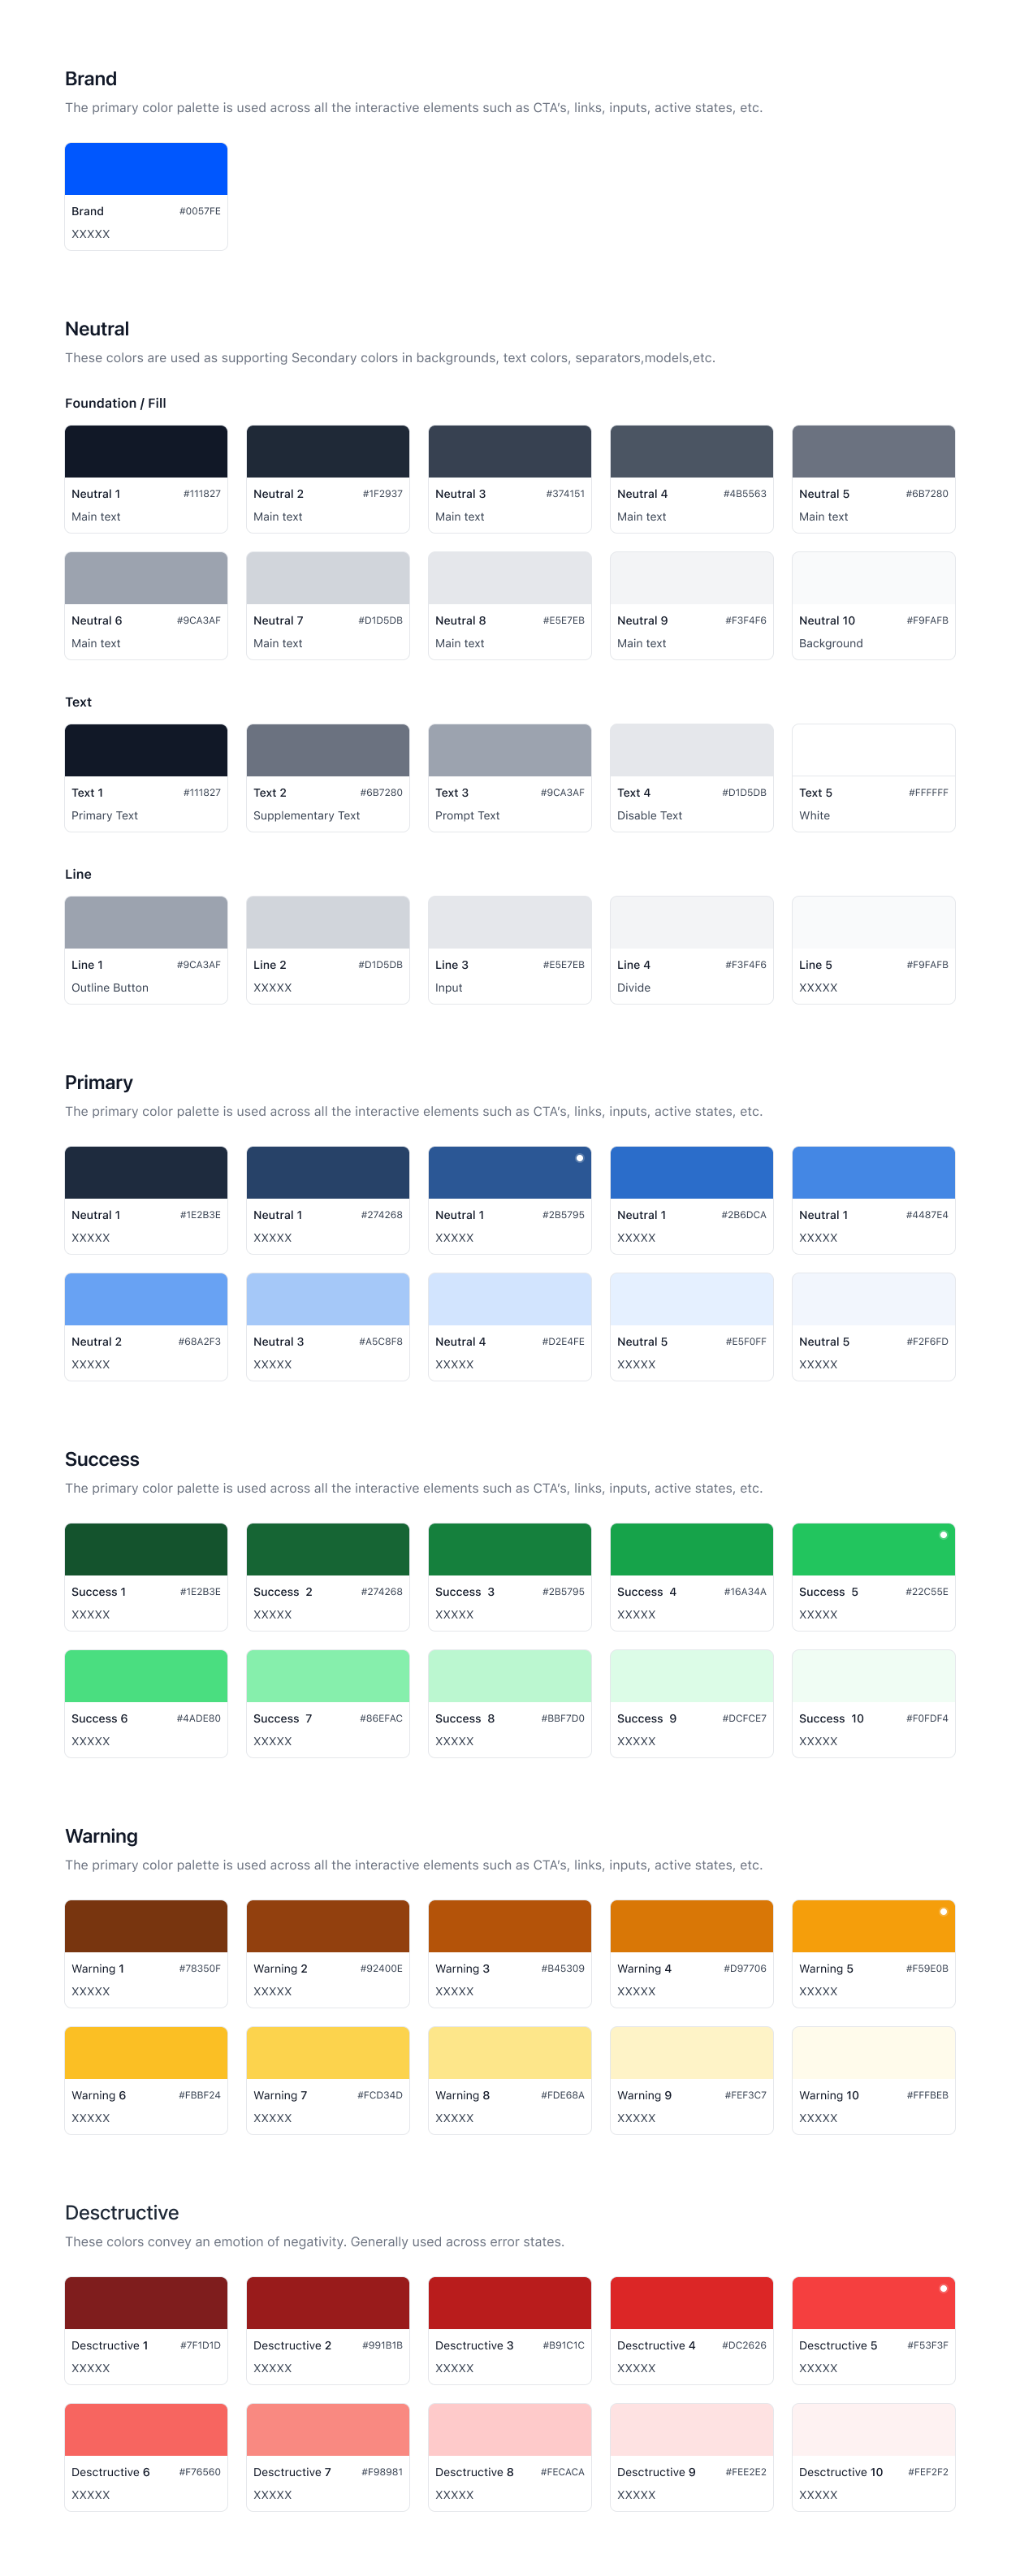 Brand
The primary color palette is used across all the interactive elements such as CTA's, links, inputs, active states, etc.
Brand #0057FE
XXXXX
Neutral
These colors are used as supporting Secondary colors in backgrounds, text colors, separators,models,etc.
Foundation / Fill
Neutral 1 #111827 Neutral 2 #1F2937 Neutral 3 #374151 Neutral 4 #4B5563 Neutral 5 #6B7280
Main text Main text Main text Main text Main text
Neutral 6 #9CA3AF Neutral 7 #D1D5DB Neutral 8 #E5E7EB Neutral 9 #F3F4F6 Neutral 10 #F9FAFB
Main text Main text Main text Main text Background
Text
Text 1 #111827 Text 2 #6B7280 Text 3 #9CA3AF Text 4 #D1D5DB Text 5 #FFFFFF
Primary Text Supplementary Text Prompt Text Disable Text White
Line
Line 1 #9CA3AF Line 2 #D1D5DB Line 3 #E5E7EB Line 4 #F3F4F6 Line 5 #F9FAFB
Outline Button XXXXX Input Divide XXXXX
Primary
The primary color palette is used across all the interactive elements such as CTA's, links, inputs, active states, etc.
Neutral 1 #1E2B3E Neutral 1 #274268 Neutral 1 #2B5795 Neutral 1 #2B6DCA Neutral 1 #4487E4
XXXXX XXXXX XXXXX XXXXX XXXXX
Neutral 2 #68A2F3 Neutral 3 #A5C8F8 Neutral 4 #D2E4FE Neutral 5 #E5F0FF Neutral 5 #F2F6FD
XXXXX XXXXX XXXXX XXXXX XXXXX
Success
The primary color palette is used across all the interactive elements such as CTA's, links, inputs, active states, etc.
Success 1 #1E2B3E Success 2 #274268 Success 3 #2B5795 Success 4 #16A34A Success 5 #22C55E
XXXXX XXXXX XXXXX XXXXX XXXXX
Success 6 #4ADE80 Success 7 #86EFAC Success 8 #BBF7D0 Success 9 #DCFCE7 Success 10 #F0FDF4
XXXXX XXXXX XXXXX XXXXX XXXXX
Warning
The primary color palette is used across all the interactive elements such as CTA's, links, inputs, active states, etc.
Warning 1 #78350F Warning 2 #92400E Warning 3 #B45309 Warning 4 #D97706 Warning 5 #F59E0B
XXXXX XXXXX XXXXX XXXXX XXXXX
Warning 6 #FBBF24 Warning 7 #FCD34D Warning 8 #FDE68A Warning 9 #FEF3C7 Warning 10 #FFFBEB
XXXXX XXXXX XXXXX XXXXX XXXXX
Desctructive
These colors convey an emotion of negativity. Generally used across error states.
Desctructive 1 #7F1D1D Desctructive 2 #991B1B Desctructive 3 #B91C1C Desctructive 4 #DC2626 Desctructive 5 #F53F3F
XXXXX XXXXX XXXXX XXXXX XXXXX
Desctructive 6 #F76560 Desctructive 7 #F98981 Desctructive 8 #FECACA Desctructive 9 #FEE2E2 Desctructive 10 #FEF2F2
XXXXX XXXXX XXXXX XXXXX XXXXX